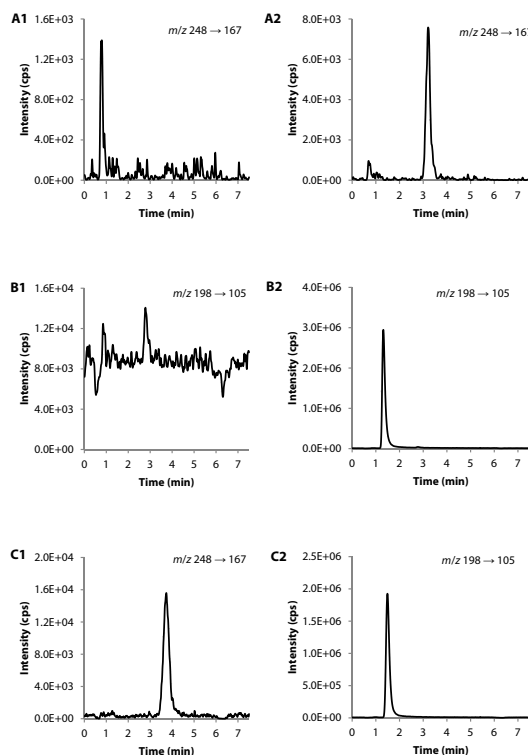 A1
m/z 248 → 167
1.6E+03
1.2E+03
8.0E+02
4.0E+02
0.0E+00
Intensity (cps)
0 1 2 3 4 5 6 7
Time (min)
A2
m/z 248 → 167
8.0E+03
6.0E+03
4.0E+03
2.0E+03
0.0E+00
Intensity (cps)
0 1 2 3 4 5 6 7
Time (min)
B1
m/z 198 → 105
1.6E+04
1.2E+04
8.0E+03
4.0E+03
0.0E+00
Intensity (cps)
0 1 2 3 4 5 6 7
Time (min)
B2
m/z 198 → 105
4.0E+06
3.0E+06
2.0E+06
1.0E+06
0.0E+00
Intensity (cps)
0 1 2 3 4 5 6 7
Time (min)
C1
m/z 248 → 167
2.0E+04
1.6E+04
1.2E+04
8.0E+03
4.0E+03
0.0E+00
Intensity (cps)
0 1 2 3 4 5 6 7
Time (min)
C2
m/z 198 → 105
2.5E+06
2.0E+06
1.5E+06
1.0E+06
5.0E+05
0.0E+00
Intensity (cps)
0 1 2 3 4 5 6 7
Time (min)